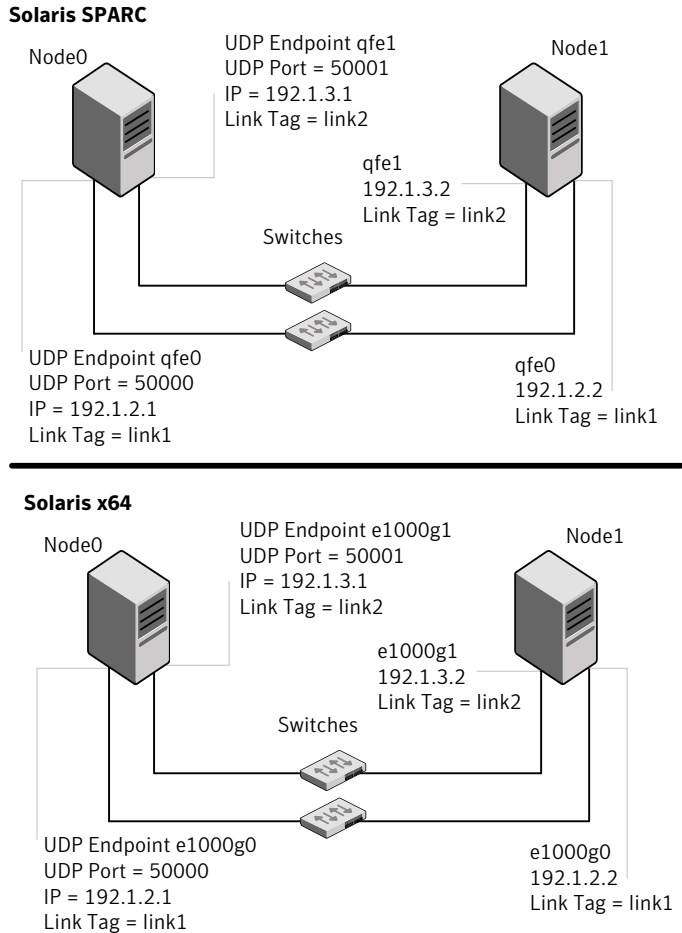 Solaris SPARC
Node0
UDP Endpoint qfe1
UDP Port = 50001
IP = 192.1.3.1
Link Tag = link2
Node1
qfe1
192.1.3.2
Link Tag = link2
Switches
UDP Endpoint qfe0
UDP Port = 50000
IP = 192.1.2.1
Link Tag = link1
qfe0
192.1.2.2
Link Tag = link1
Solaris x64
Node0
UDP Endpoint e1000g1
UDP Port = 50001
IP = 192.1.3.1
Link Tag = link2
Node1
e1000g1
192.1.3.2
Link Tag = link2
Switches
UDP Endpoint e1000g0
UDP Port = 50000
IP = 192.1.2.1
Link Tag = link1
e1000g0
192.1.2.2
Link Tag = link1